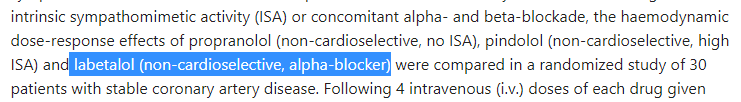 intrinsic sympathomimetic activity (ISA) or concomitant alpha- and beta-blockade, the haemodynamic
dose-response effects of propranolol (non-cardioselective, no ISA), pindolol (non-cardioselective, high
ISA) and labetalol (non-cardioselective, alpha-blocker) were compared in a randomized study of 30
patients with stable coronary artery disease. Following 4 intravenous (i.v.) doses of each drug given